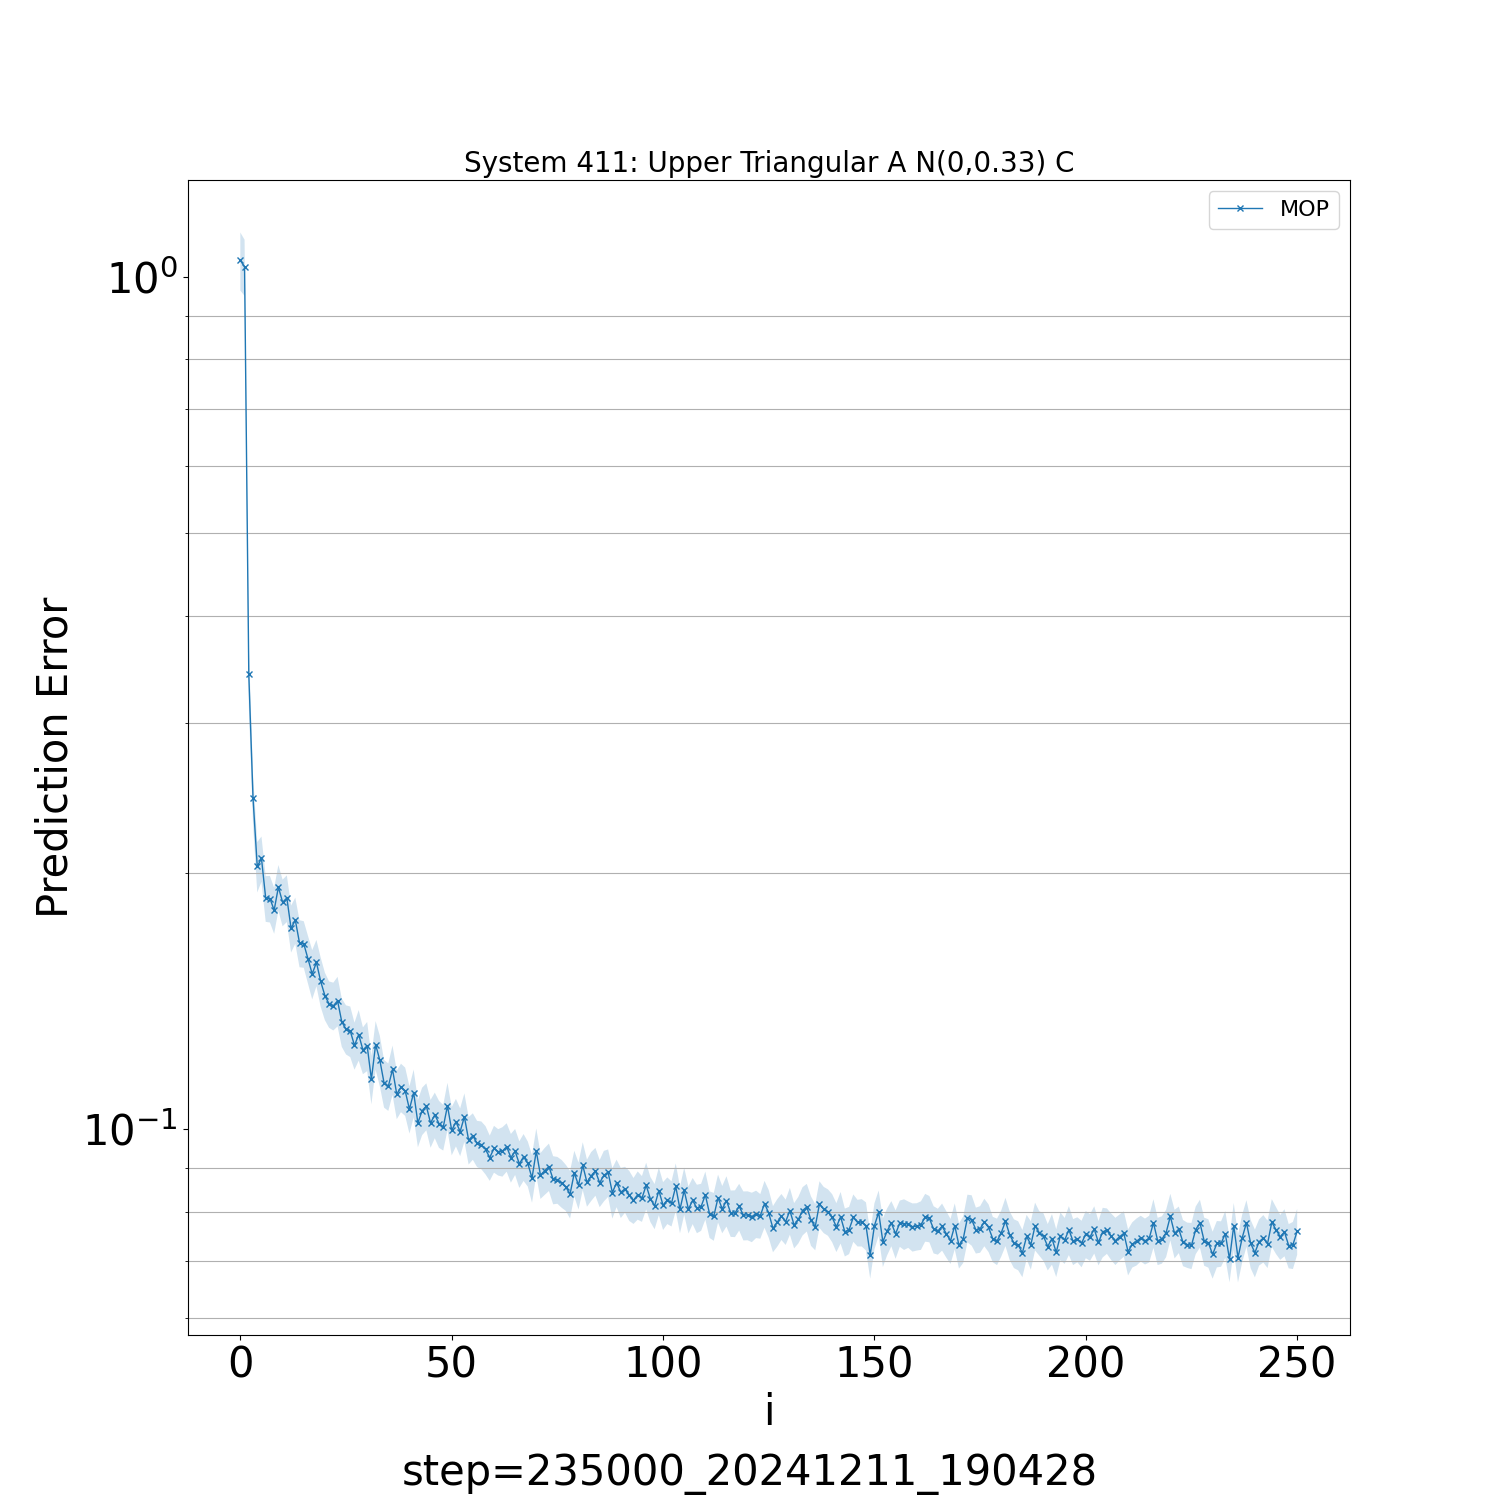 System 411: Upper Triangular A N(0,0.33) C
MOP
10⁰
10⁻¹
Prediction Error
0 50 100 150 200 250
i
step=235000_20241211_190428